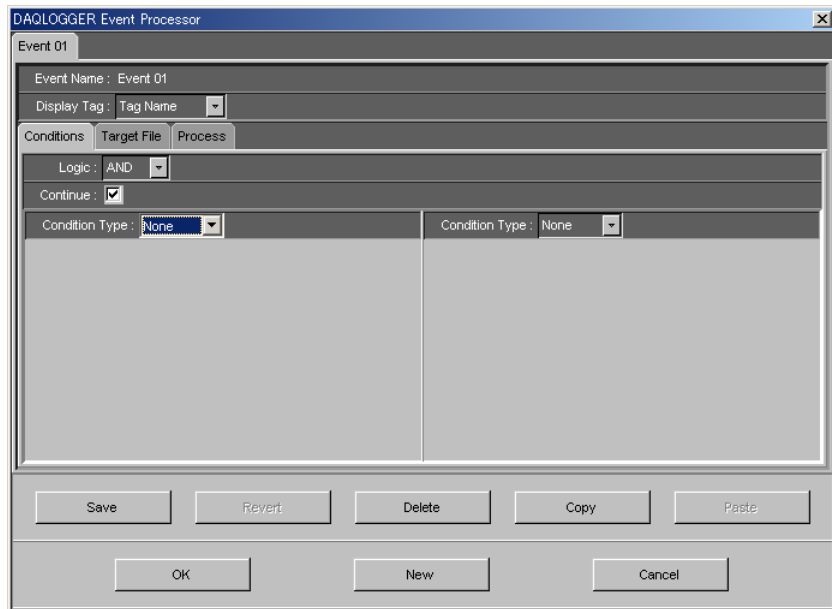 DAQLOGGER Event Processor
Event 01
Event Name : Event 01
Display Tag : Tag Name
Conditions Target File Process
Logic : AND
Continue :
Condition Type : None Condition Type : None
Save Revert Delete Copy Paste
OK New Cancel